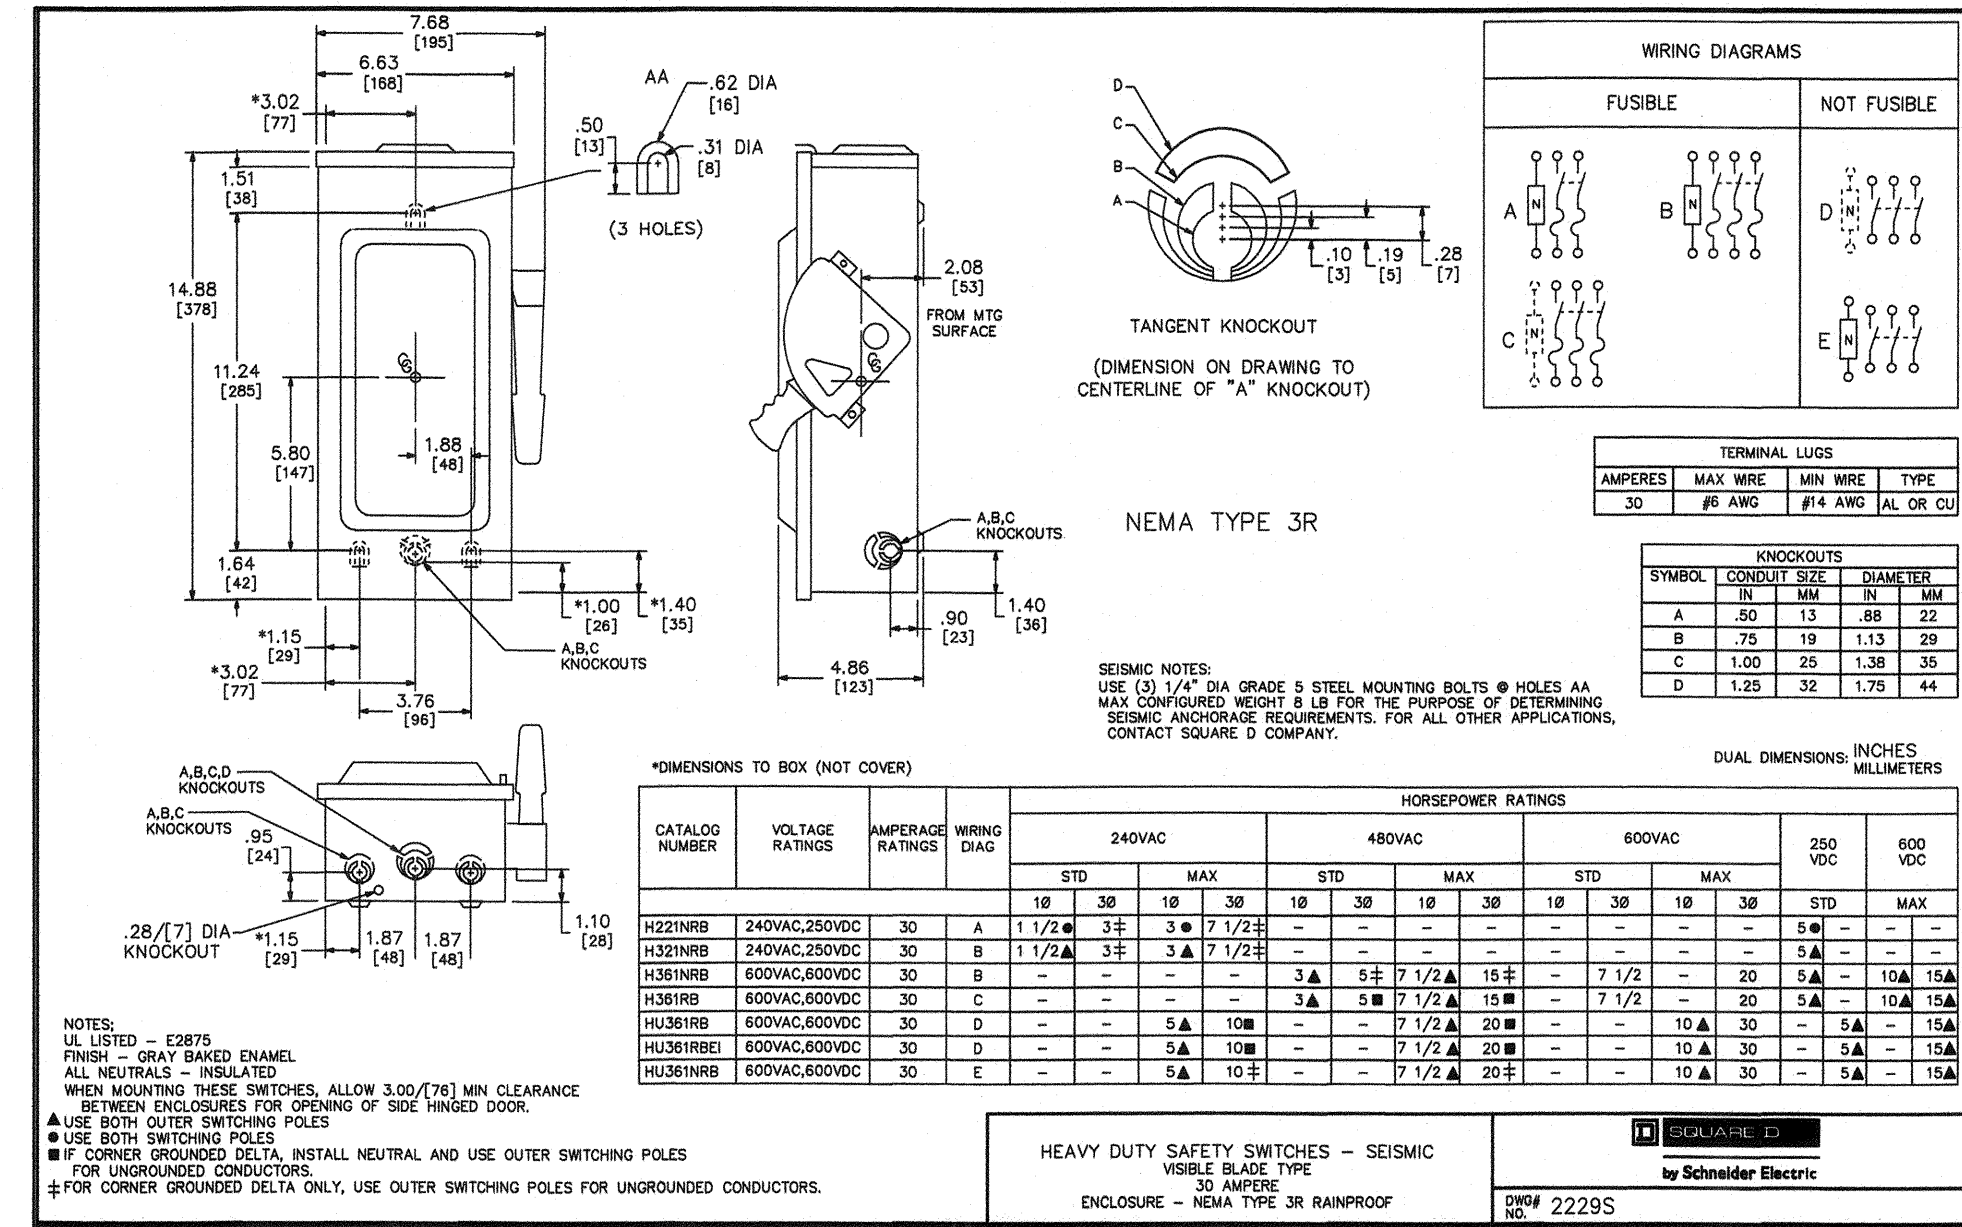 7.68
[195]
6.63
[168]
*3.02
[77]
1.51
[38]
14.88
[378]
11.24
[285]
5.80
[147]
1.88
[48]
1.64
[42]
*1.00
[26]
*1.40
[35]
*1.15
[29]
*3.02
[77]
3.76
[96]
A,B,C
KNOCKOUTS
AA
.62 DIA
[16]
.50
[13]
.31 DIA
[8]
(3 HOLES)
2.08
[53]
FROM MTG
SURFACE
A,B,C
KNOCKOUTS
.90
[23]
1.40
[36]
4.86
[123]
D
C
B
A
.10
[3]
.19
[5]
.28
[7]
TANGENT KNOCKOUT
(DIMENSION ON DRAWING TO
CENTERLINE OF "A" KNOCKOUT)
NEMA TYPE 3R
WIRING DIAGRAMS
FUSIBLE NOT FUSIBLE
A N B N D N
C N E N
TERMINAL LUGS
AMPERES MAX WIRE MIN WIRE TYPE
30 #6 AWG #14 AWG AL OR CU
KNOCKOUTS
SYMBOL CONDUIT SIZE DIAMETER
IN MM IN MM
A .50 13 .88 22
B .75 19 1.13 29
C 1.00 25 1.38 35
D 1.25 32 1.75 44
SEISMIC NOTES:
USE (3) 1/4" DIA GRADE 5 STEEL MOUNTING BOLTS @ HOLES AA
MAX CONFIGURED WEIGHT 8 LB FOR THE PURPOSE OF DETERMINING
SEISMIC ANCHORAGE REQUIREMENTS. FOR ALL OTHER APPLICATIONS,
CONTACT SQUARE D COMPANY.
DUAL DIMENSIONS: INCHES
MILLIMETERS
A,B,C,D
KNOCKOUTS
A,B,C
KNOCKOUTS
.95
[24]
.28/[7] DIA
KNOCKOUT
*1.15
[29]
1.87
[48]
1.87
[48]
1.10
[28]
*DIMENSIONS TO BOX (NOT COVER)
CATALOG NUMBER VOLTAGE RATINGS AMPERAGE RATINGS WIRING DIAG HORSEPOWER RATINGS
240VAC 480VAC 600VAC 250 VDC 600 VDC
STD MAX STD MAX STD MAX
1Ø 3Ø 1Ø 3Ø 1Ø 3Ø 1Ø 3Ø 1Ø 3Ø 1Ø 3Ø STD MAX
H221NRB 240VAC,250VDC 30 A 1 1/2● 3‡ 3● 7 1/2‡ – – – – – – – – 5● – – –
H321NRB 240VAC,250VDC 30 B 1 1/2▲ 3‡ 3▲ 7 1/2‡ – – – – – – – – 5▲ – – –
H361NRB 600VAC,600VDC 30 B – – – – 3▲ 5‡ 7 1/2▲ 15‡ – 7 1/2 – 20 5▲ – 10▲ 15▲
H361RB 600VAC,600VDC 30 C – – – – 3▲ 5■ 7 1/2▲ 15■ – 7 1/2 – 20 5▲ – 10▲ 15▲
HU361RB 600VAC,600VDC 30 D – – 5▲ 10■ – – 7 1/2▲ 20■ – – 10▲ 30 – 5▲ – 15▲
HU361RBEI 600VAC,600VDC 30 D – – 5▲ 10■ – – 7 1/2▲ 20■ – – 10▲ 30 – 5▲ – 15▲
HU361NRB 600VAC,600VDC 30 E – – 5▲ 10‡ – – 7 1/2▲ 20‡ – – 10▲ 30 – 5▲ – 15▲
NOTES;
UL LISTED – E2875
FINISH – GRAY BAKED ENAMEL
ALL NEUTRALS – INSULATED
WHEN MOUNTING THESE SWITCHES, ALLOW 3.00/[76] MIN CLEARANCE
BETWEEN ENCLOSURES FOR OPENING OF SIDE HINGED DOOR.
▲USE BOTH OUTER SWITCHING POLES
●USE BOTH SWITCHING POLES
■IF CORNER GROUNDED DELTA, INSTALL NEUTRAL AND USE OUTER SWITCHING POLES
FOR UNGROUNDED CONDUCTORS.
‡FOR CORNER GROUNDED DELTA ONLY, USE OUTER SWITCHING POLES FOR UNGROUNDED CONDUCTORS.
HEAVY DUTY SAFETY SWITCHES – SEISMIC
VISIBLE BLADE TYPE
30 AMPERE
ENCLOSURE – NEMA TYPE 3R RAINPROOF
D SQUARE D
by Schneider Electric
DWG#
NO. 2229S